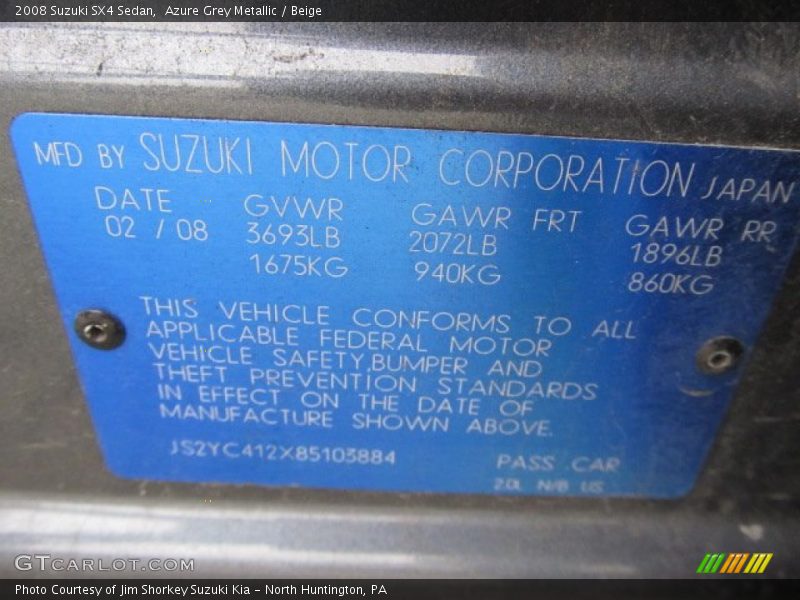 2008 Suzuki SX4 Sedan, Azure Grey Metallic / Beige
MFD BY SUZUKI MOTOR CORPORATION JAPAN
DATE GVWR GAWR FRT GAWR RR
02 / 08 3693LB 2072LB 1896LB
1675KG 940KG 860KG
THIS VEHICLE CONFORMS TO ALL
APPLICABLE FEDERAL MOTOR
VEHICLE SAFETY,BUMPER AND
THEFT PREVENTION STANDARDS
IN EFFECT ON THE DATE OF
MANUFACTURE SHOWN ABOVE.
JS2YC412X85103884 PASS CAR
2.0L N/B US
GTCARLOT.COM
Photo Courtesy of Jim Shorkey Suzuki Kia – North Huntington, PA